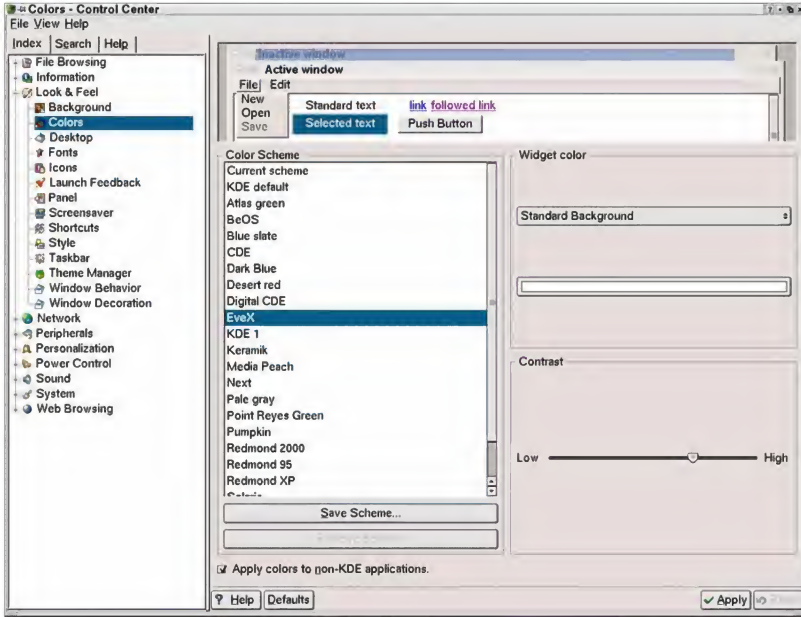 Colors - Control Center
File View Help
Index Search Help
File Browsing
Information
Look & Feel
Background
Colors
Desktop
Fonts
Icons
Launch Feedback
Panel
Screensaver
Shortcuts
Style
Taskbar
Theme Manager
Window Behavior
Window Decoration
Network
Peripherals
Personalization
Power Control
Sound
System
Web Browsing
Inactive window
Active window
File Edit
New
Open
Save
Standard text link followed link
Selected text Push Button
Color Scheme
Current scheme
KDE default
Atlas green
BeOS
Blue slate
CDE
Dark Blue
Desert red
Digital CDE
EveX
KDE 1
Keramik
Media Peach
Next
Pale gray
Point Reyes Green
Pumpkin
Redmond 2000
Redmond 95
Redmond XP
Save Scheme...
Widget color
Standard Background
Contrast
Low High
Apply colors to non-KDE applications.
? Help Defaults Apply